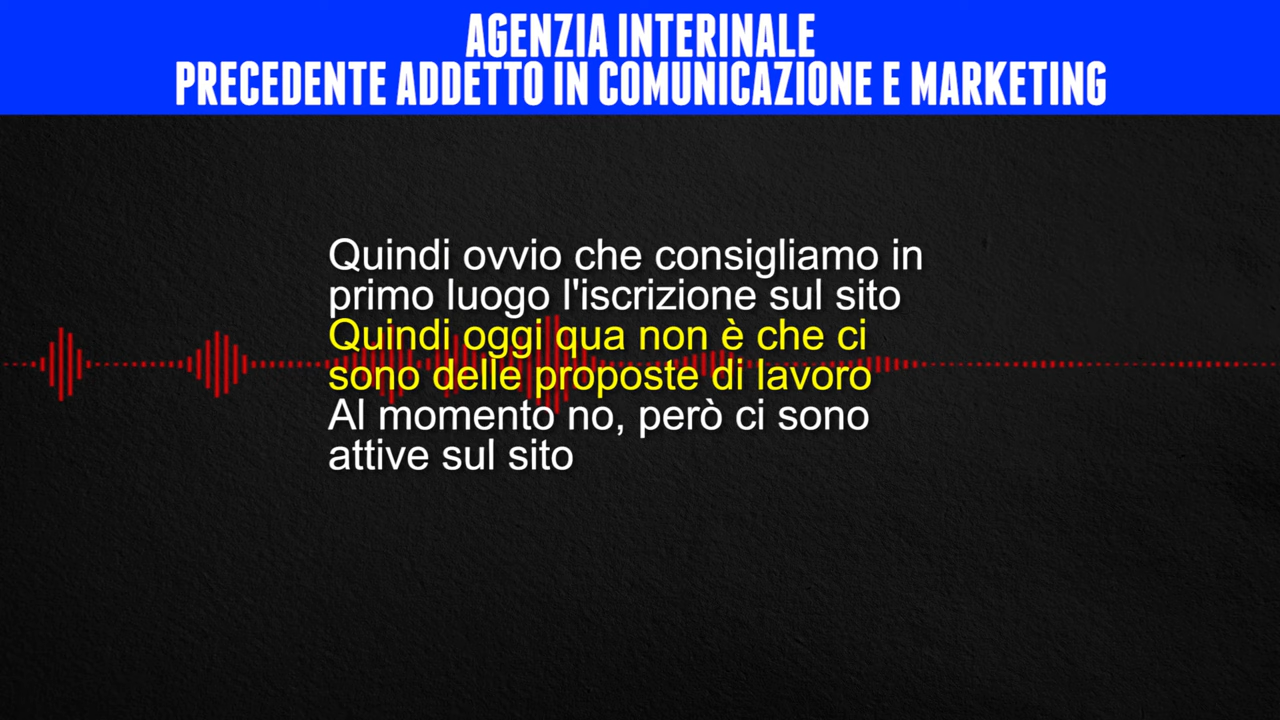 AGENZIA INTERINALE
PRECEDENTE ADDETTO IN COMUNICAZIONE E MARKETING
Quindi ovvio che consigliamo in
primo luogo l'iscrizione sul sito
Quindi oggi qua non è che ci
sono delle proposte di lavoro
Al momento no, però ci sono
attive sul sito